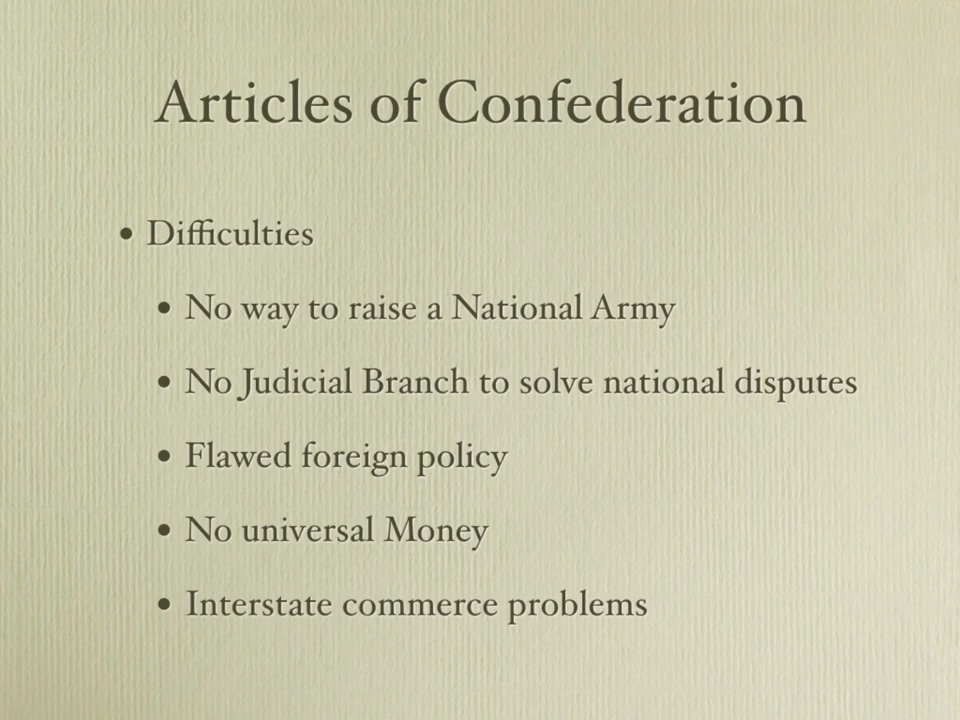 Articles of Confederation
• Difficulties
• No way to raise a National Army
• No Judicial Branch to solve national disputes
• Flawed foreign policy
• No universal Money
• Interstate commerce problems